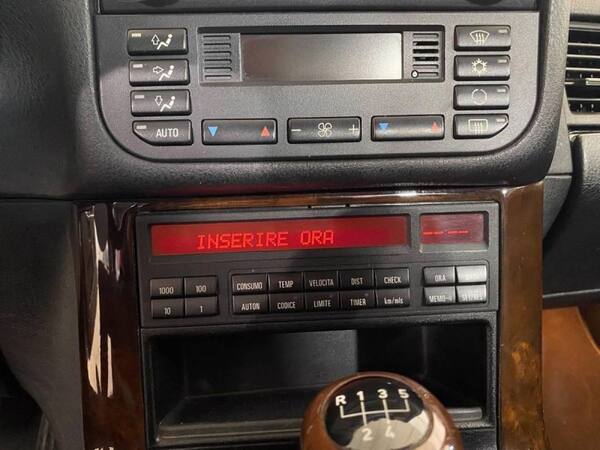 AUTO
INSERIRE ORA
1000 100 CONSUMO TEMP VELOCITA DIST CHECK ORA
10 1 AUTON CODICE LIMITE TIMER km/mls MEMO
R 1 3 5
2 4